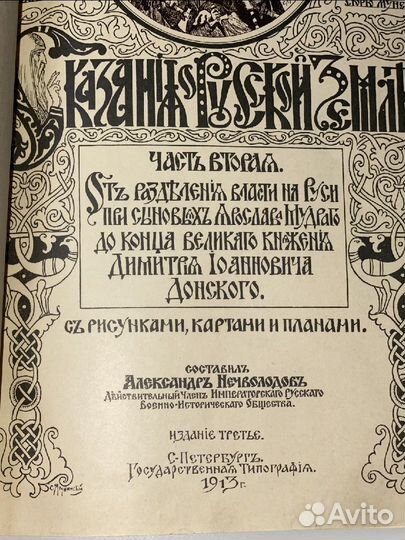 Сказанія о Русской Землѣ
Часть вторая.
Отъ раздѣленія власти на Руси
при сыновьяхъ Ярослава Мудраго
до конца великаго княженія
Димитрія Іоанновича
Донского.
Съ рисунками, картами и планами.
Составилъ
Александръ Нечволодовъ
Дѣйствительный Членъ Императорскаго Русскаго
Военно-Историческаго Общества.
Изданіе третье.
С-Петербургъ.
Государственная Типографія.
1913 г.
Avito